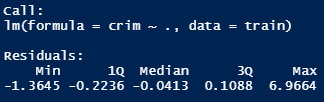 Call:
lm(formula = crim ~ ., data = train)
Residuals:
Min 1Q Median 3Q Max
-1.3645 -0.2236 -0.0413 0.1088 6.9664